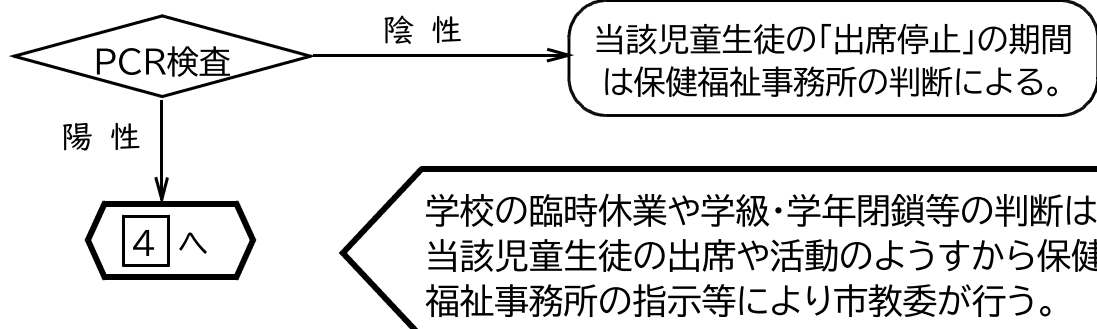 陰 性
当該児童生徒の「出席停止」の期間
は保健福祉事務所の判断による。
PCR検査
陽 性
4 へ
学校の臨時休業や学級・学年閉鎖等の判断は
当該児童生徒の出席や活動のようすから保健
福祉事務所の指示等により市教委が行う。